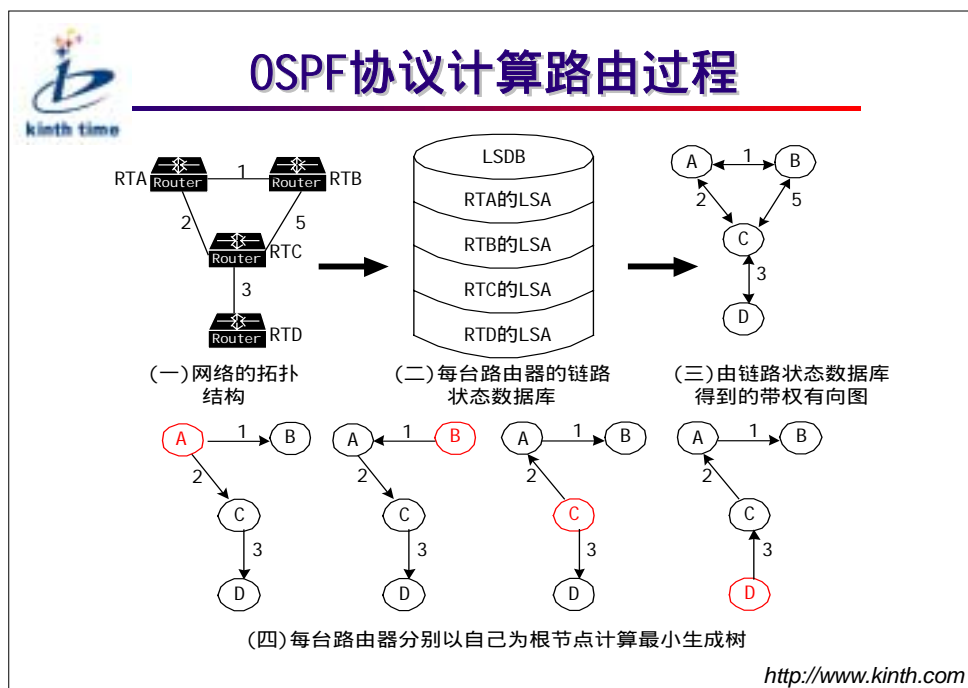 OSPF协议计算路由过程
kinth time
RTA
Router
1
Router
RTB
2
5
Router
RTC
3
Router
RTD
LSDB
RTA的LSA
RTB的LSA
RTC的LSA
RTD的LSA
A
1
B
2
5
C
3
D
(一)网络的拓扑
结构
(二)每台路由器的链路
状态数据库
(三)由链路状态数据库
得到的带权有向图
A
1
B
2
C
3
D
A
1
B
2
C
3
D
A
1
B
2
C
3
D
A
1
B
2
C
3
D
(四)每台路由器分别以自己为根节点计算最小生成树
http://www.kinth.com